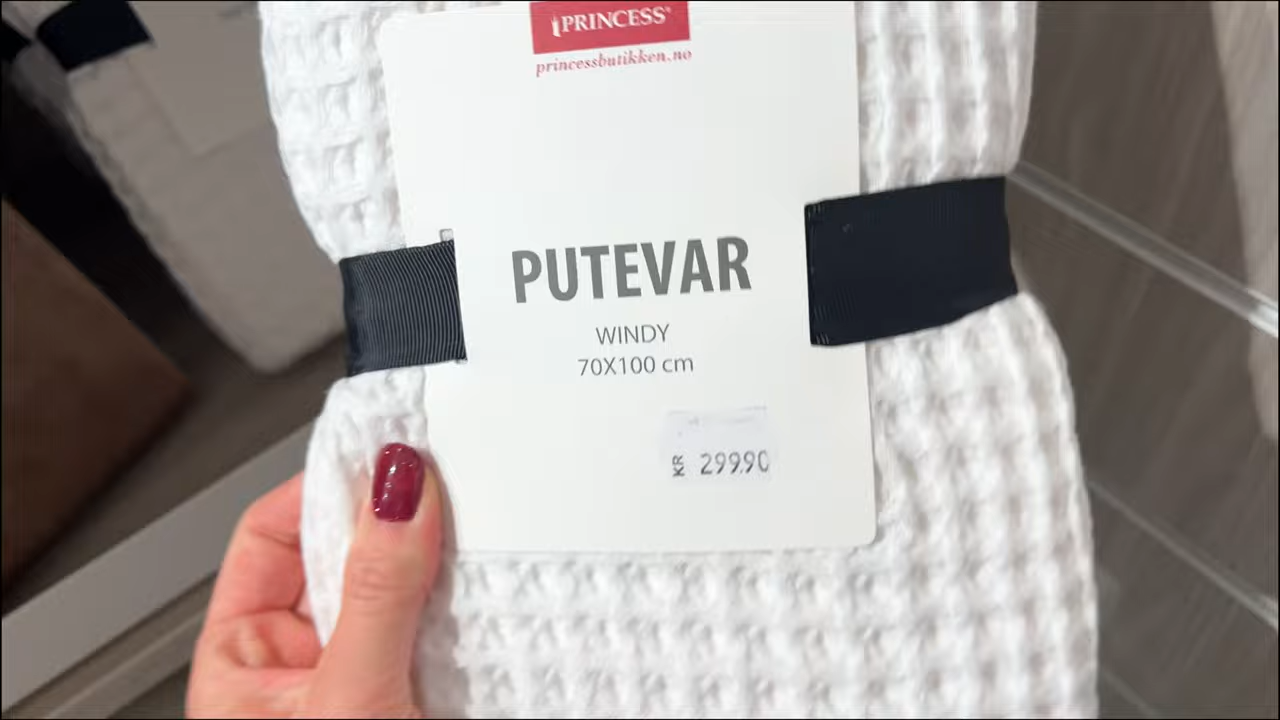 PRINCESS®
princessbutikken.no
PUTEVAR
WINDY
70X100 cm
KR 299.90